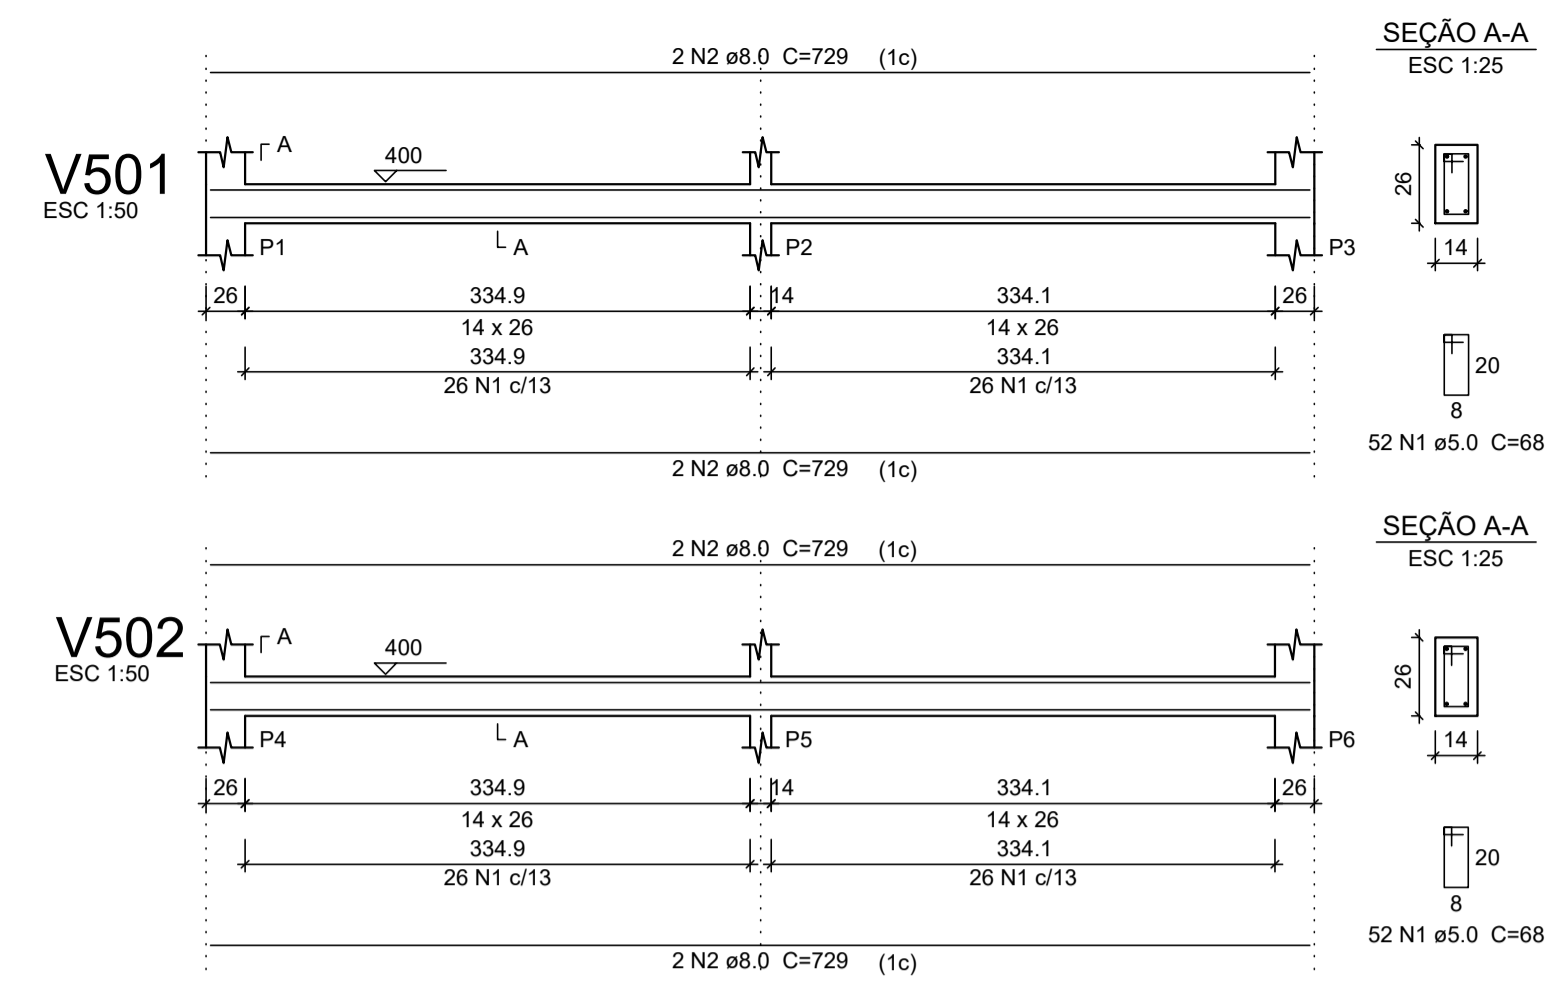 2 N2 ø8.0 C=729 (1c)
SEÇÃO A-A
ESC 1:25
V501
ESC 1:50
A
400
26
14
P1
A
P2
P3
26
334.9
14
334.1
26
14 x 26
14 x 26
334.9
334.1
26 N1 c/13
26 N1 c/13
20
8
52 N1 ø5.0 C=68
2 N2 ø8.0 C=729 (1c)
2 N2 ø8.0 C=729 (1c)
SEÇÃO A-A
ESC 1:25
V502
ESC 1:50
A
400
26
14
P4
A
P5
P6
26
334.9
14
334.1
26
14 x 26
14 x 26
334.9
334.1
26 N1 c/13
26 N1 c/13
20
8
52 N1 ø5.0 C=68
2 N2 ø8.0 C=729 (1c)